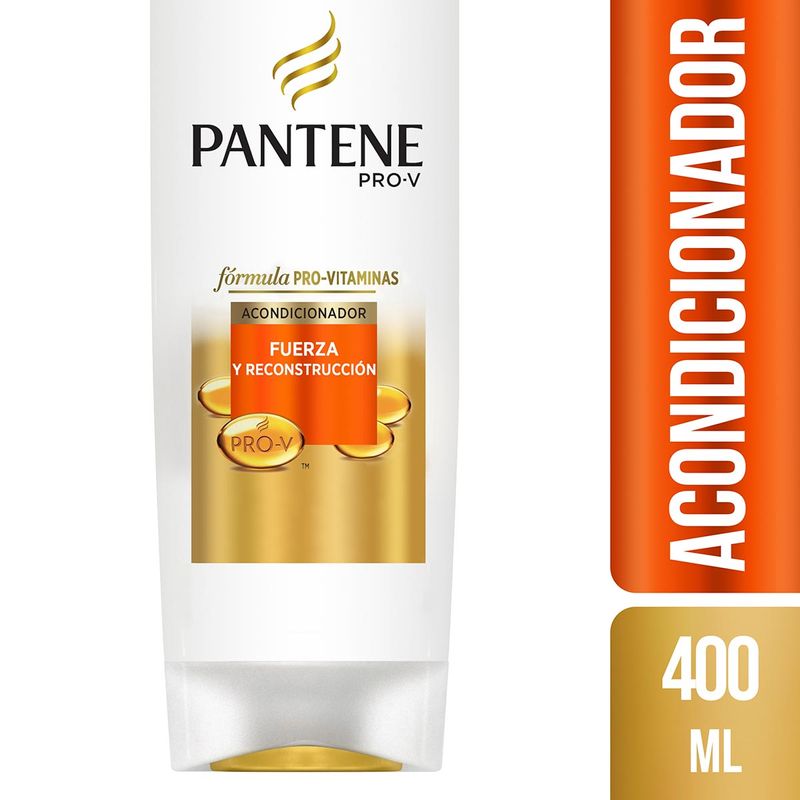 PANTENE
PRO-V
fórmula PRO-VITAMINAS
ACONDICIONADOR
FUERZA
Y RECONSTRUCCIÓN
PRO-V
TM
ACONDICIONADOR
400
ML